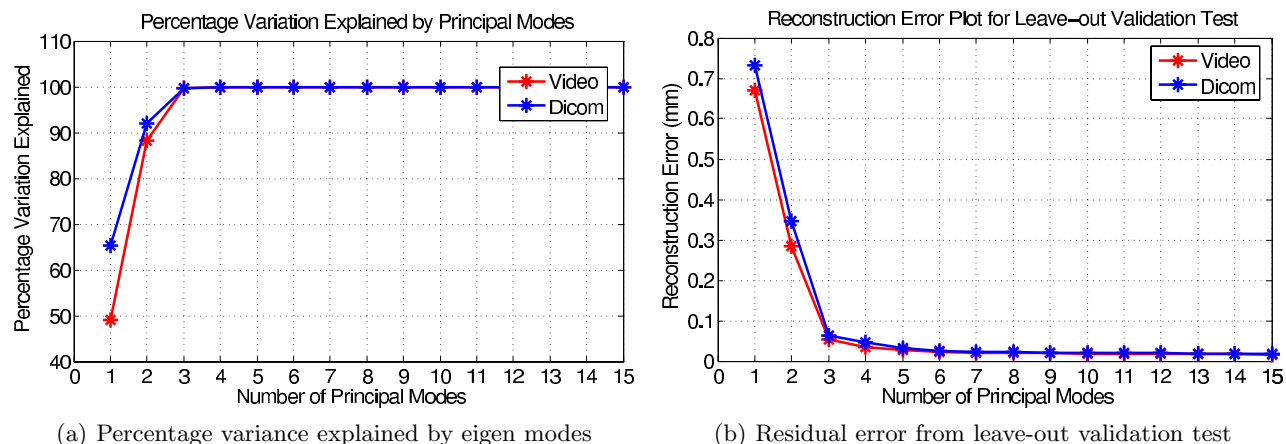 Percentage Variation Explained by Principal Modes
Percentage Variation Explained
110
100
90
80
70
60
50
40
Video
Dicom
0 1 2 3 4 5 6 7 8 9 10 11 12 13 14 15
Number of Principal Modes
(a) Percentage variance explained by eigen modes
Reconstruction Error Plot for Leave−out Validation Test
Reconstruction Error (mm)
0.8
0.7
0.6
0.5
0.4
0.3
0.2
0.1
0
Video
Dicom
0 1 2 3 4 5 6 7 8 9 10 11 12 13 14 15
Number of Principal Modes
(b) Residual error from leave-out validation test